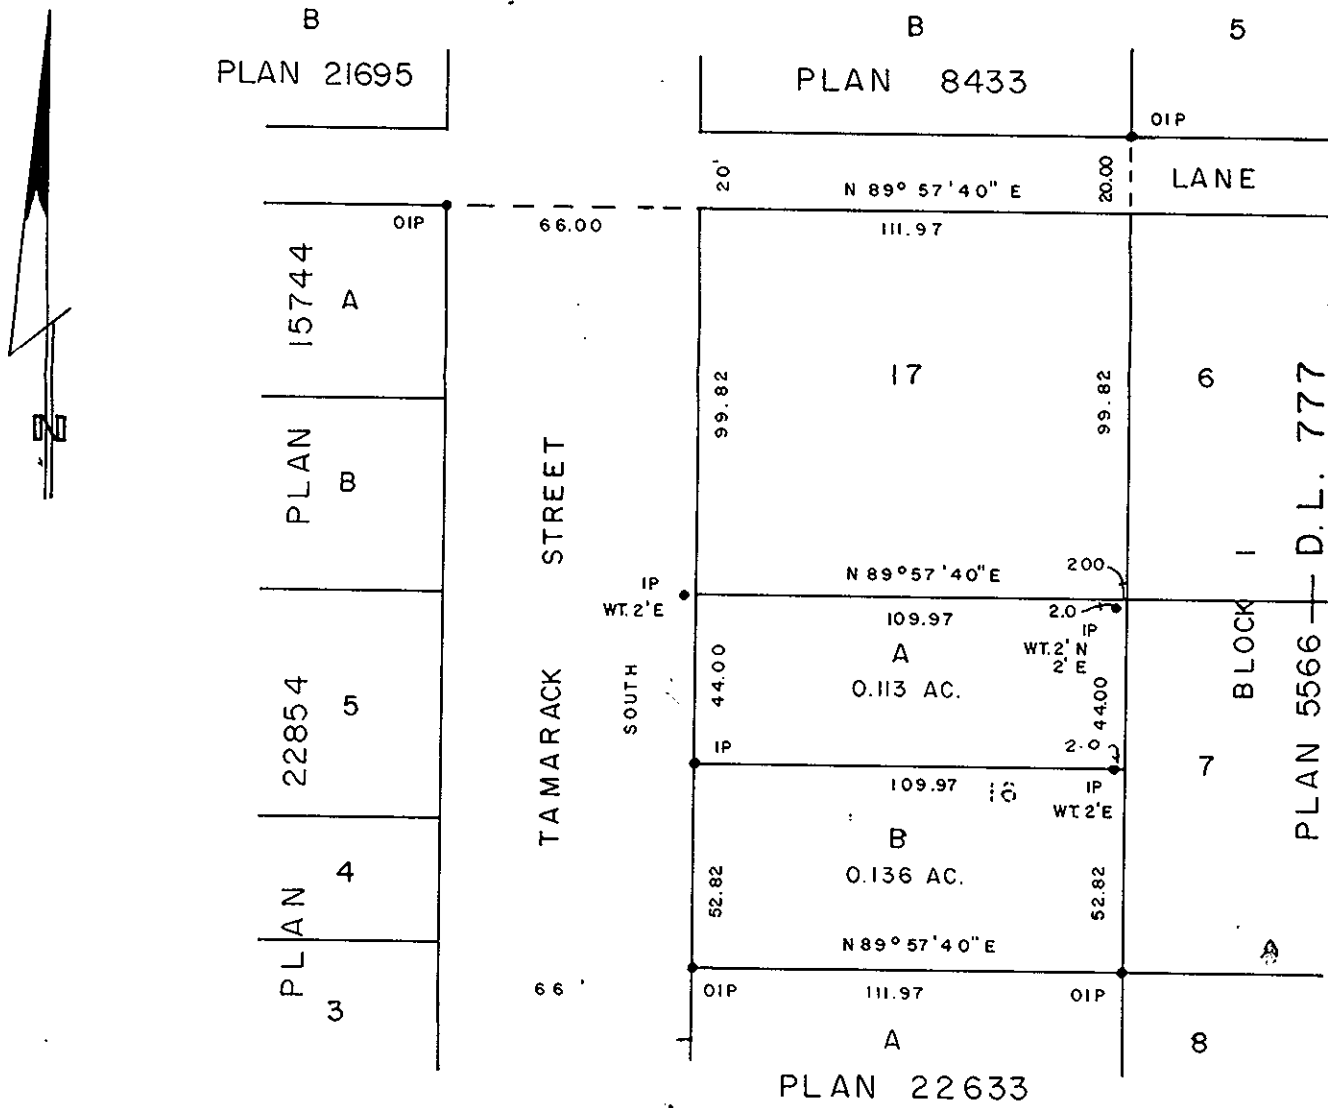 B
PLAN 21695
B
PLAN 8433
5
OIP
20'
N 89° 57' 40" E
20.00
LANE
OIP
66.00
111.97
PLAN 15744
A
B
99.82
17
99.82
6
N
TAMARACK STREET
SOUTH
IP
WT. 2' E
N 89° 57' 40" E
200
109.97
2.0
IP
WT. 2' N
2' E
A
0.113 AC.
44.00
44.00
BLOCK 1
PLAN 5566 — D.L. 777
PLAN 22854
5
4
3
IP
2.0
109.97
16
IP
WT. 2' E
7
B
0.136 AC.
52.82
52.82
N 89° 57' 40" E
66'
OIP
111.97
OIP
A
8
PLAN 22633